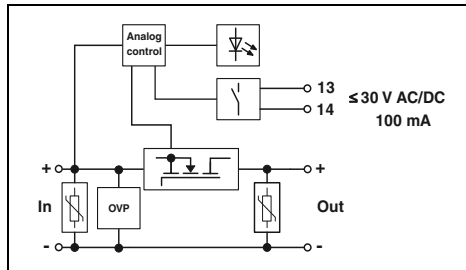 Analog
control
13
14
≤ 30 V AC/DC
100 mA
+
+
In
OVP
Out
-
-